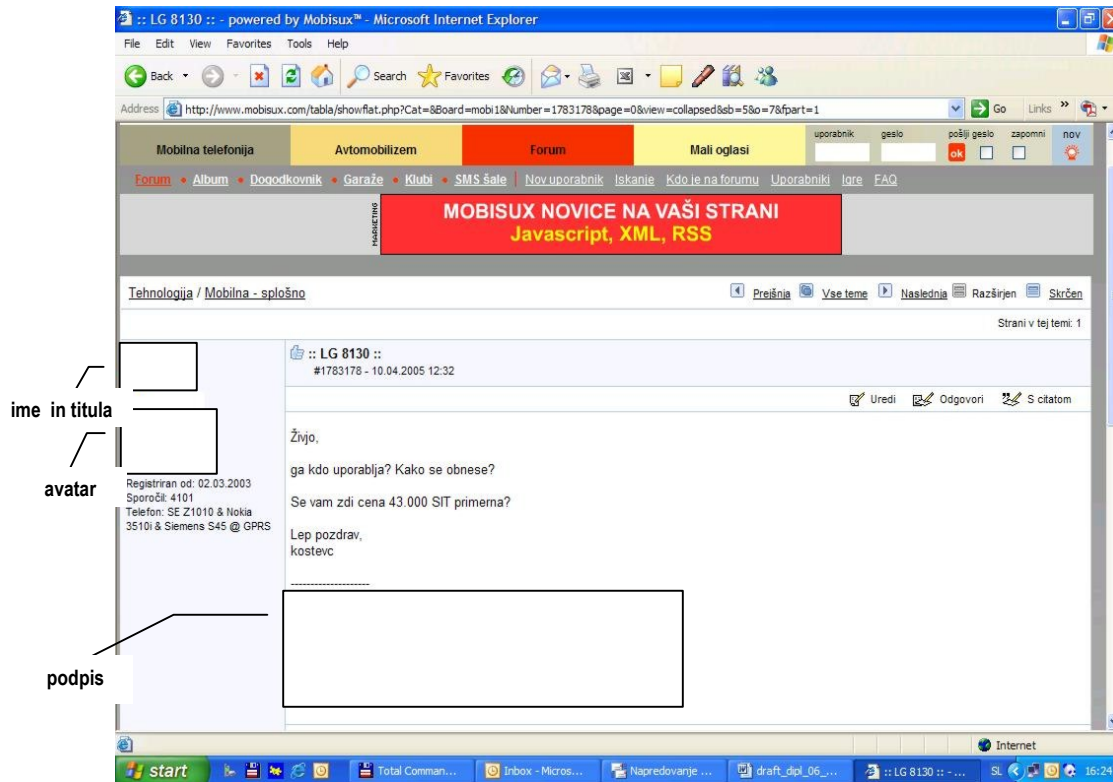 :: LG 8130 :: - powered by Mobisux™ - Microsoft Internet Explorer
File Edit View Favorites Tools Help
Back Search Favorites
Address http://www.mobisux.com/tabla/showflat.php?Cat=&Board=mobi1&Number=1783178&page=0&view=collapsed&sb=5&o=7&fpart=1 Go Links »
uporabnik geslo pošlji geslo zapomni nov
Mobilna telefonija Avtomobilizem Forum Mali oglasi ok
Forum • Album • Dogodkovnik • Garaže • Klubi • SMS šale | Nov uporabnik Iskanje Kdo je na forumu Uporabniki Igre FAQ
MARKETING
MOBISUX NOVICE NA VAŠI STRANI
Javascript, XML, RSS
Tehnologija / Mobilna - splošno Prejšnja Vse teme Naslednja Razširjen Skrčen
Strani v tej temi: 1
:: LG 8130 ::
#1783178 - 10.04.2005 12:32
ime in titula
Uredi Odgovori S citatom
avatar
Registriran od: 02.03.2003
Sporočil: 4101
Telefon: SE Z1010 & Nokia
3510i & Siemens S45 @ GPRS
Živjo,
ga kdo uporablja? Kako se obnese?
Se vam zdi cena 43.000 SIT primerna?
Lep pozdrav,
kostevc
--------------------
podpis
Internet
start Total Comman... Inbox - Micros... Napredovanje ... draft_dipl_06_... :: LG 8130 :: - ... SL 16:24